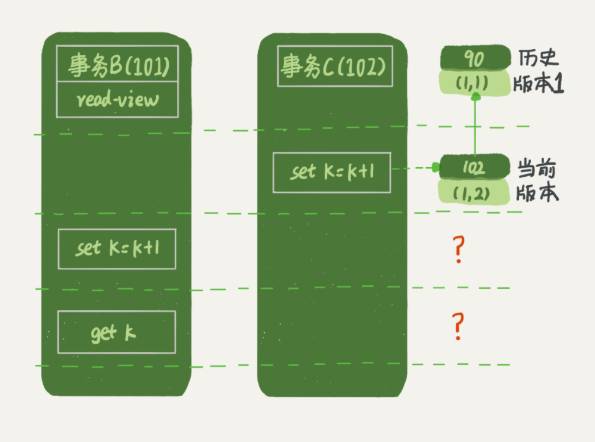 事务B(101)
read-view
事务C(102)
90
(1,1)
历史
版本1
set k=k+1
102
(1,2)
当前
版本
set k=k+1
?
get k
?